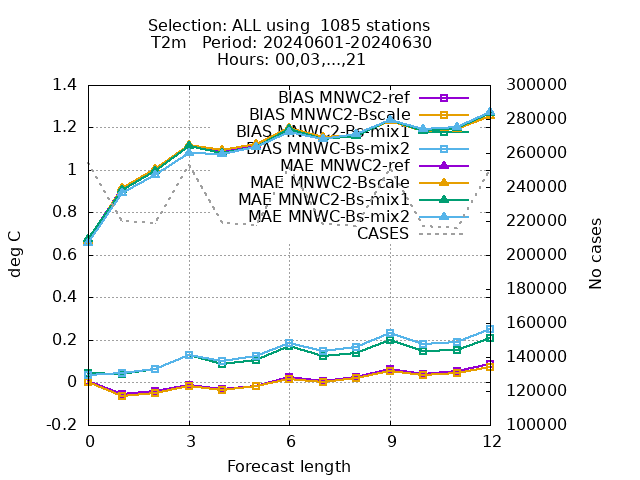 Selection: ALL using  1085 stations
T2m   Period: 20240601-20240630
Hours: 00,03,...,21
1.4
1.2
1
0.8
0.6
0.4
0.2
0
-0.2
deg C
BIAS MNWC2-ref
BIAS MNWC2-Bscale
BIAS MNWC2-Bs-mix1
BIAS MNWC-Bs-mix2
MAE MNWC2-ref
MAE MNWC2-Bscale
MAE MNWC2-Bs-mix1
MAE MNWC-Bs-mix2
CASES
300000
280000
260000
240000
220000
200000
180000
160000
140000
120000
100000
No cases
0 3 6 9 12
Forecast length